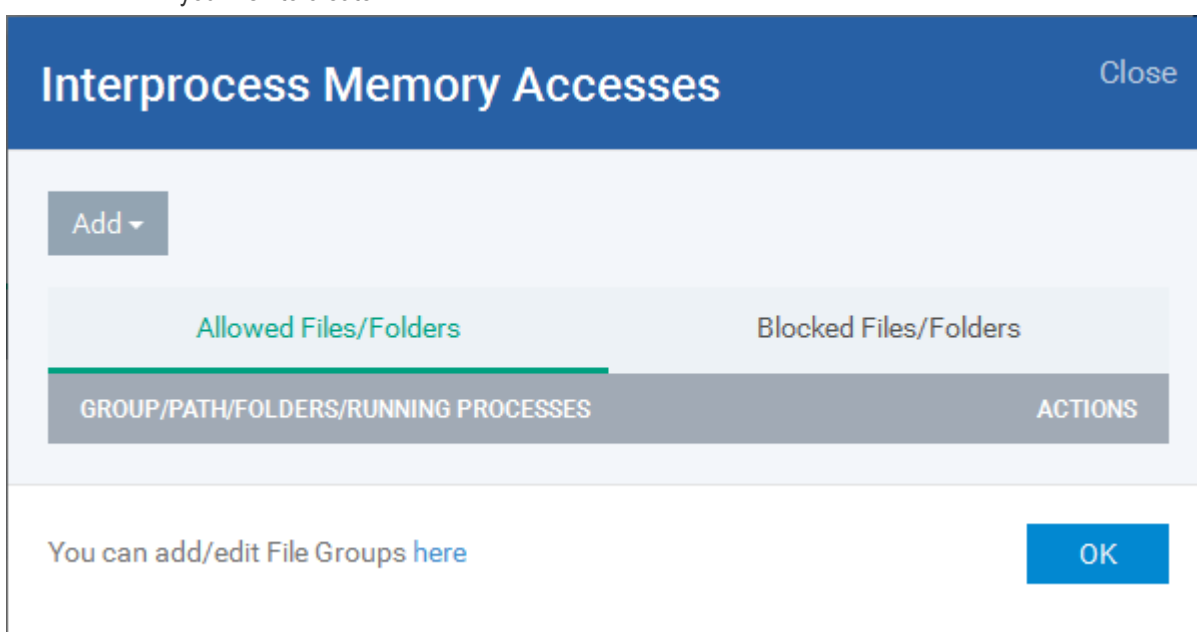 Interprocess Memory Accesses Close
Add
Allowed Files/Folders Blocked Files/Folders
GROUP/PATH/FOLDERS/RUNNING PROCESSES ACTIONS
You can add/edit File Groups here OK